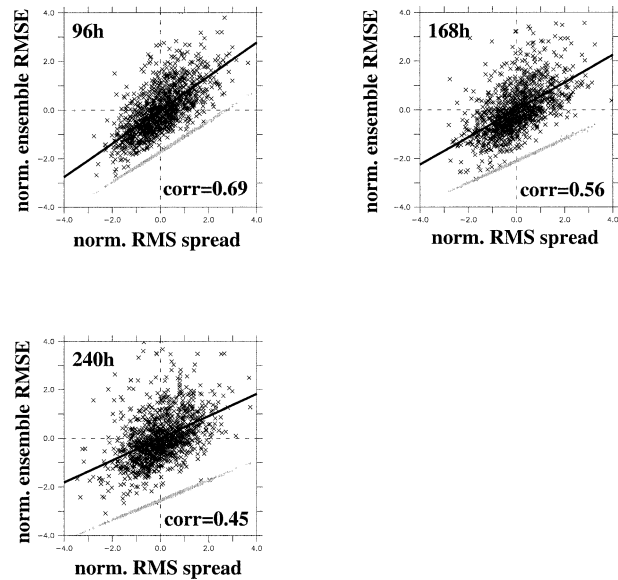 norm. ensemble RMSE
96h
4.0
2.0
0.0
−2.0
−4.0
corr=0.69
−4.0 −2.0 0.0 2.0 4.0
norm. RMS spread
norm. ensemble RMSE
168h
4.0
2.0
0.0
−2.0
−4.0
corr=0.56
−4.0 −2.0 0.0 2.0 4.0
norm. RMS spread
norm. ensemble RMSE
240h
4.0
2.0
0.0
−2.0
−4.0
corr=0.45
−4.0 −2.0 0.0 2.0 4.0
norm. RMS spread